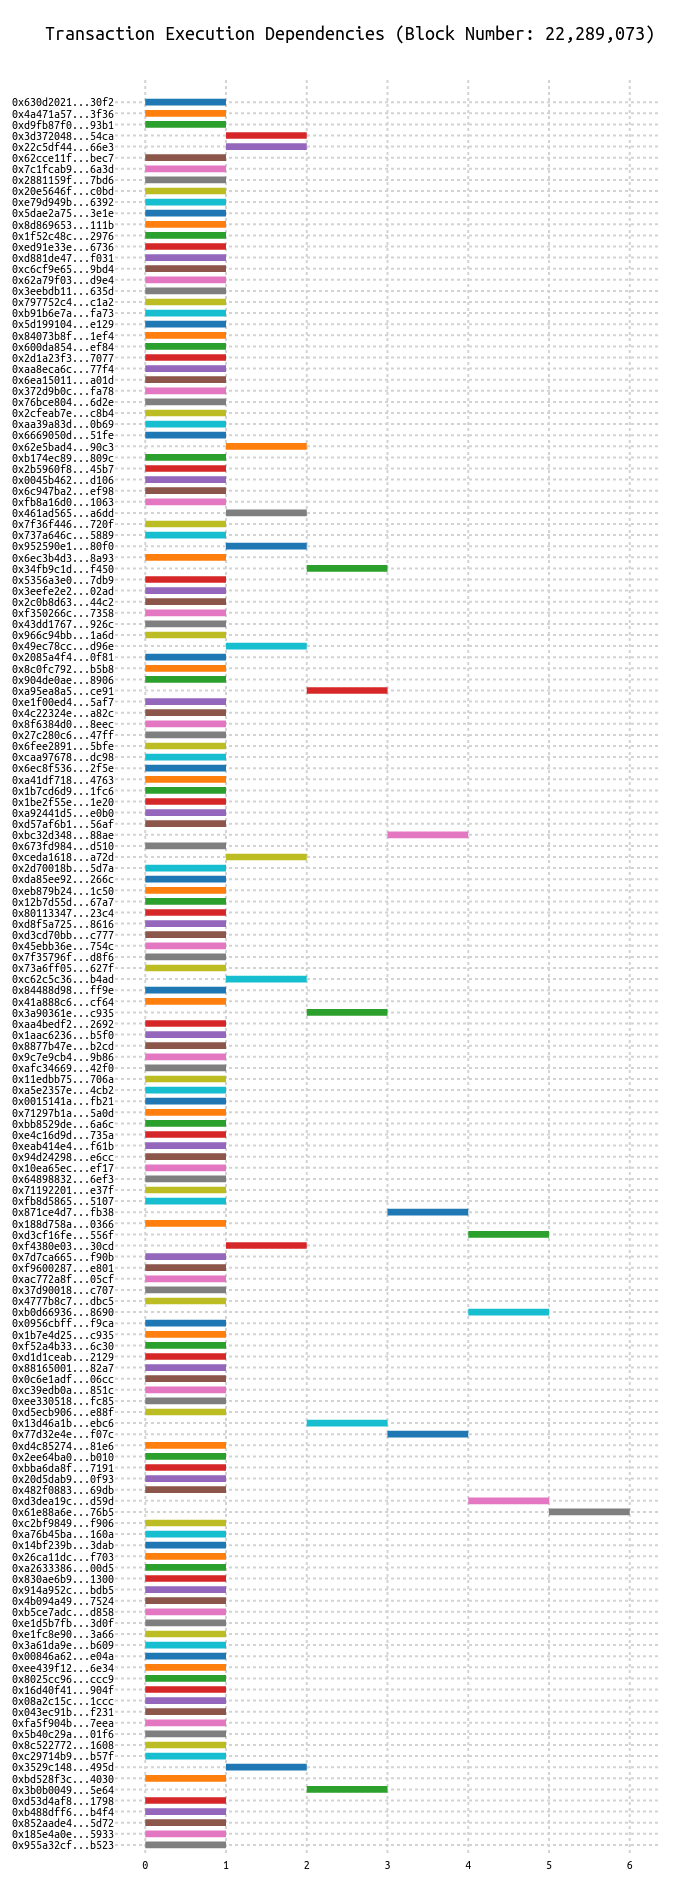 Transaction Execution Dependencies (Block Number: 22,289,073)
0x630d2021...30f2
0x4a471a57...3f36
0xd9fb87f0...93b1
0x3d372048...54ca
0x22c5df44...66e3
0x62cce11f...bec7
0x7c1fcab9...6a3d
0x2881159f...7bd6
0x20e5646f...c0bd
0xe79d949b...6392
0x5dae2a75...3e1e
0x8d869653...111b
0x1f52c48c...2976
0xed91e33e...6736
0xd881de47...f031
0xc6cf9e65...9bd4
0x62a79f03...d9e4
0x3eebdb11...635d
0x797752c4...c1a2
0xb91b6e7a...fa73
0x5d199104...e129
0x84073b8f...1ef4
0x600da854...ef84
0x2d1a23f3...7077
0xaa8eca6c...77f4
0x6ea15011...a01d
0x372d9b0c...fa78
0x76bce804...6d2e
0x2cfeab7e...c8b4
0xaa39a83d...0b69
0x6669050d...51fe
0x62e5bad4...90c3
0xb174ec89...809c
0x2b5960f8...45b7
0x0045b462...d106
0x6c947ba2...ef98
0xfb8a16d0...1063
0x461ad565...a6dd
0x7f36f446...720f
0x737a646c...5889
0x952590e1...80f0
0x6ec3b4d3...8a93
0x34fb9c1d...f450
0x5356a3e0...7db9
0x3eefe2e2...02ad
0x2c0b8d63...44c2
0xf350266c...7358
0x43dd1767...926c
0x966c94bb...1a6d
0x49ec78cc...d96e
0x2085a4f4...0f81
0x8c0fc792...b5b8
0x904de0ae...8906
0xa95ea8a5...ce91
0xe1f00ed4...5af7
0x4c22324e...a82c
0x8f6384d0...8eec
0x27c280c6...47ff
0x6fee2891...5bfe
0xcaa97678...dc98
0x6ec8f536...2f5e
0xa41df718...4763
0x1b7cd6d9...1fc6
0x1be2f55e...1e20
0xa92441d5...e0b0
0xd57af6b1...56af
0xbc32d348...88ae
0x673fd984...d510
0xceda1618...a72d
0x2d70018b...5d7a
0xda85ee92...266c
0xeb879b24...1c50
0x12b7d55d...67a7
0x80113347...23c4
0xd8f5a725...8616
0xd3cd70bb...c777
0x45ebb36e...754c
0x7f35796f...d8f6
0x73a6ff05...627f
0xc62c5c36...b4ad
0x84488d98...ff9e
0x41a888c6...cf64
0x3a90361e...c935
0xaa4bedf2...2692
0x1aac6236...b5f0
0x8877b47e...b2cd
0x9c7e9cb4...9b86
0xafc34669...42f0
0x11edbb75...706a
0xa5e2357e...4cb2
0x0015141a...fb21
0x71297b1a...5a0d
0xbb8529de...6a6c
0xe4c16d9d...735a
0xeab414e4...f61b
0x94d24298...e6cc
0x10ea65ec...ef17
0x64898832...6ef3
0x71192201...e37f
0xfb8d5865...5107
0x871ce4d7...fb38
0x188d758a...0366
0xd3cf16fe...556f
0xf4380e03...30cd
0x7d7ca665...f90b
0xf9600287...e801
0xac772a8f...05cf
0x37d90018...c707
0x4777b8c7...dbc5
0xb0d66936...8690
0x0956cbff...f9ca
0x1b7e4d25...c935
0xf52a4b33...6c30
0xd1d1ceab...2129
0x88165001...82a7
0x0c6e1adf...06cc
0xc39edb0a...851c
0xee330518...fc85
0xd5ecb906...e88f
0x13d46a1b...ebc6
0x77d32e4e...f07c
0xd4c85274...81e6
0x2ee64ba0...b010
0xbba6da8f...7191
0x20d5dab9...0f93
0x482f0883...69db
0xd3dea19c...d59d
0x61e88a6e...76b5
0xc2bf9849...f906
0xa76b45ba...160a
0x14bf239b...3dab
0x26ca11dc...f703
0xa2633386...00d5
0x830ae6b9...1300
0x914a952c...bdb5
0x4b094a49...7524
0xb5ce7adc...d858
0xe1d5b7fb...3d0f
0xe1fc8e90...3a66
0x3a61da9e...b609
0x00846a62...e04a
0xee439f12...6e34
0x8025cc96...ccc9
0x16d40f41...904f
0x08a2c15c...1ccc
0x043ec91b...f231
0xfa5f904b...7eea
0x5b40c29a...01f6
0x8c522772...1608
0xc29714b9...b57f
0x3529c148...495d
0xbd528f3c...4030
0x3b0b0049...5e64
0xd53d4af8...1798
0xb488dff6...b4f4
0x852aade4...5d72
0x185e4a0e...5933
0x955a32cf...b523
0 1 2 3 4 5 6